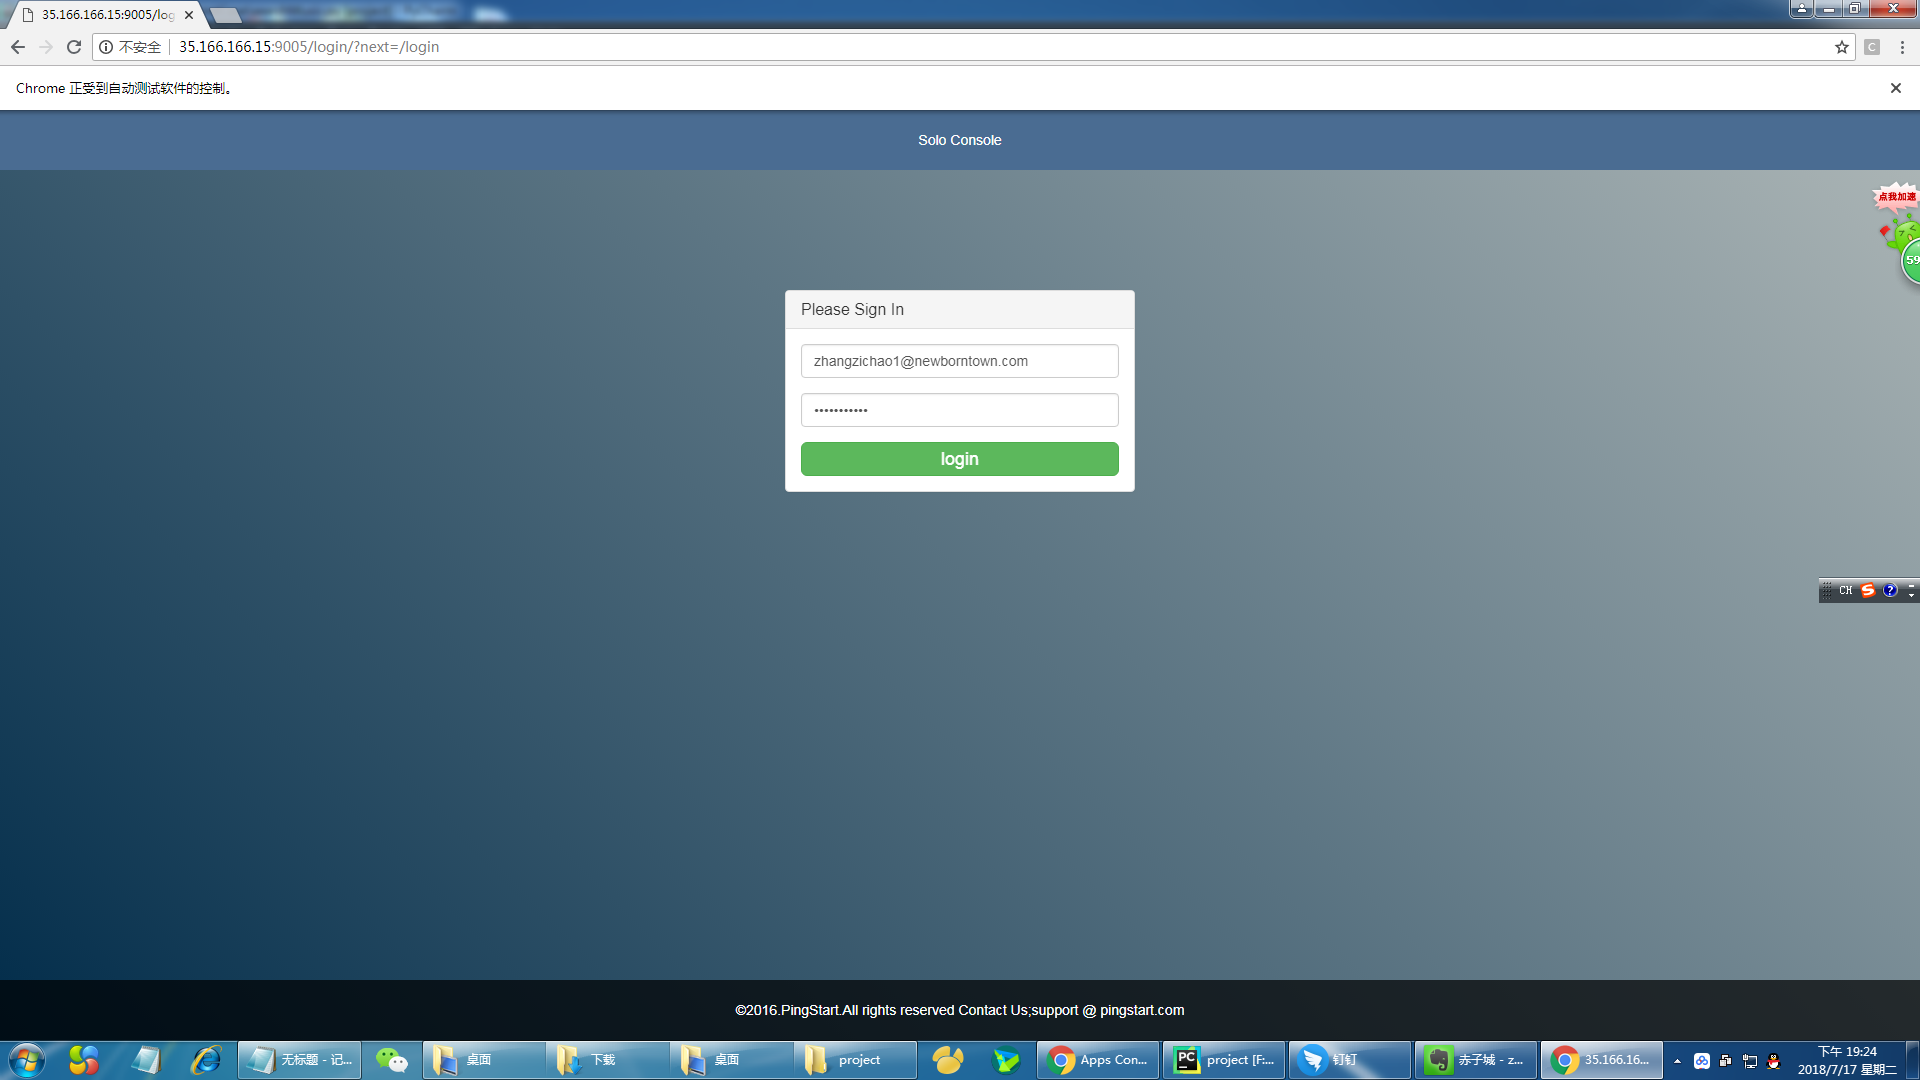 35.166.166.15:9005/log
不安全
35.166.166.15:9005/login/?next=/login
C
Chrome 正受到自动测试软件的控制。
Solo Console
点我加速
59
Please Sign In
zhangzichao1@newborntown.com
•••••••••••
login
CH
©2016.PingStart.All rights reserved Contact Us;support @ pingstart.com
无标题 - 记...
桌面
下载
桌面
project
Apps Con...
PC
project [F:...
钉钉
赤子城 - z...
35.166.16...
下午 19:24
2018/7/17 星期二